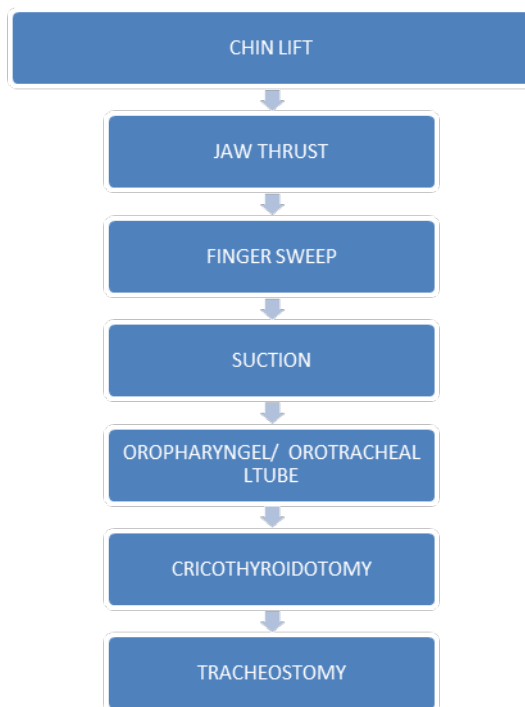 CHIN LIFT
JAW THRUST
FINGER SWEEP
SUCTION
OROPHARYNGEL/ OROTRACHEAL
LTUBE
CRICOTHYROIDOTOMY
TRACHEOSTOMY